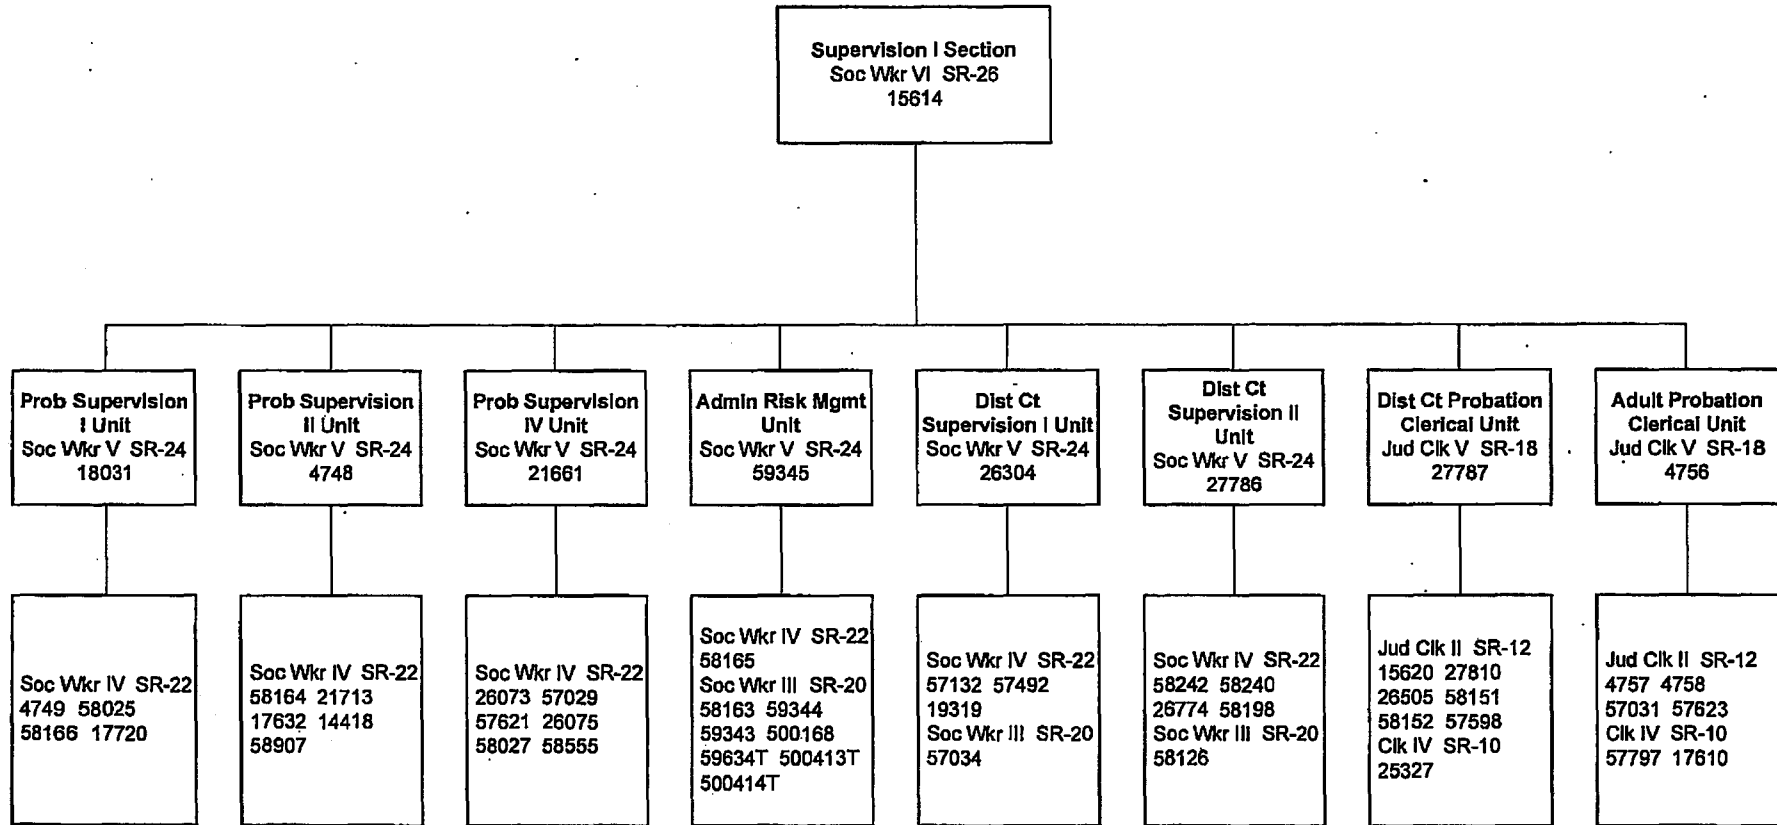 Supervision I Section
Soc Wkr VI SR-26
15614
Prob Supervision
I Unit
Soc Wkr V SR-24
18031
Prob Supervision
II Unit
Soc Wkr V SR-24
4748
Prob Supervision
IV Unit
Soc Wkr V SR-24
21661
Admin Risk Mgmt
Unit
Soc Wkr V SR-24
59345
Dist Ct
Supervision I Unit
Soc Wkr V SR-24
26304
Dist Ct
Supervision II
Unit
Soc Wkr V SR-24
27786
Dist Ct Probation
Clerical Unit
Jud Clk V SR-18
27787
Adult Probation
Clerical Unit
Jud Clk V SR-18
4756
Soc Wkr IV SR-22
4749 58025
58166 17720
Soc Wkr IV SR-22
58164 21713
17632 14418
58907
Soc Wkr IV SR-22
26073 57029
57621 26075
58027 58555
Soc Wkr IV SR-22
58165
Soc Wkr III SR-20
58163 59344
59343 500168
59634T 500413T
500414T
Soc Wkr IV SR-22
57132 57492
19319
Soc Wkr III SR-20
57034
Soc Wkr IV SR-22
58242 58240
26774 58198
Soc Wkr III SR-20
58126
Jud Clk II SR-12
15620 27810
26505 58151
58152 57598
Clk IV SR-10
25327
Jud Clk II SR-12
4757 4758
57031 57623
Clk IV SR-10
57797 17610